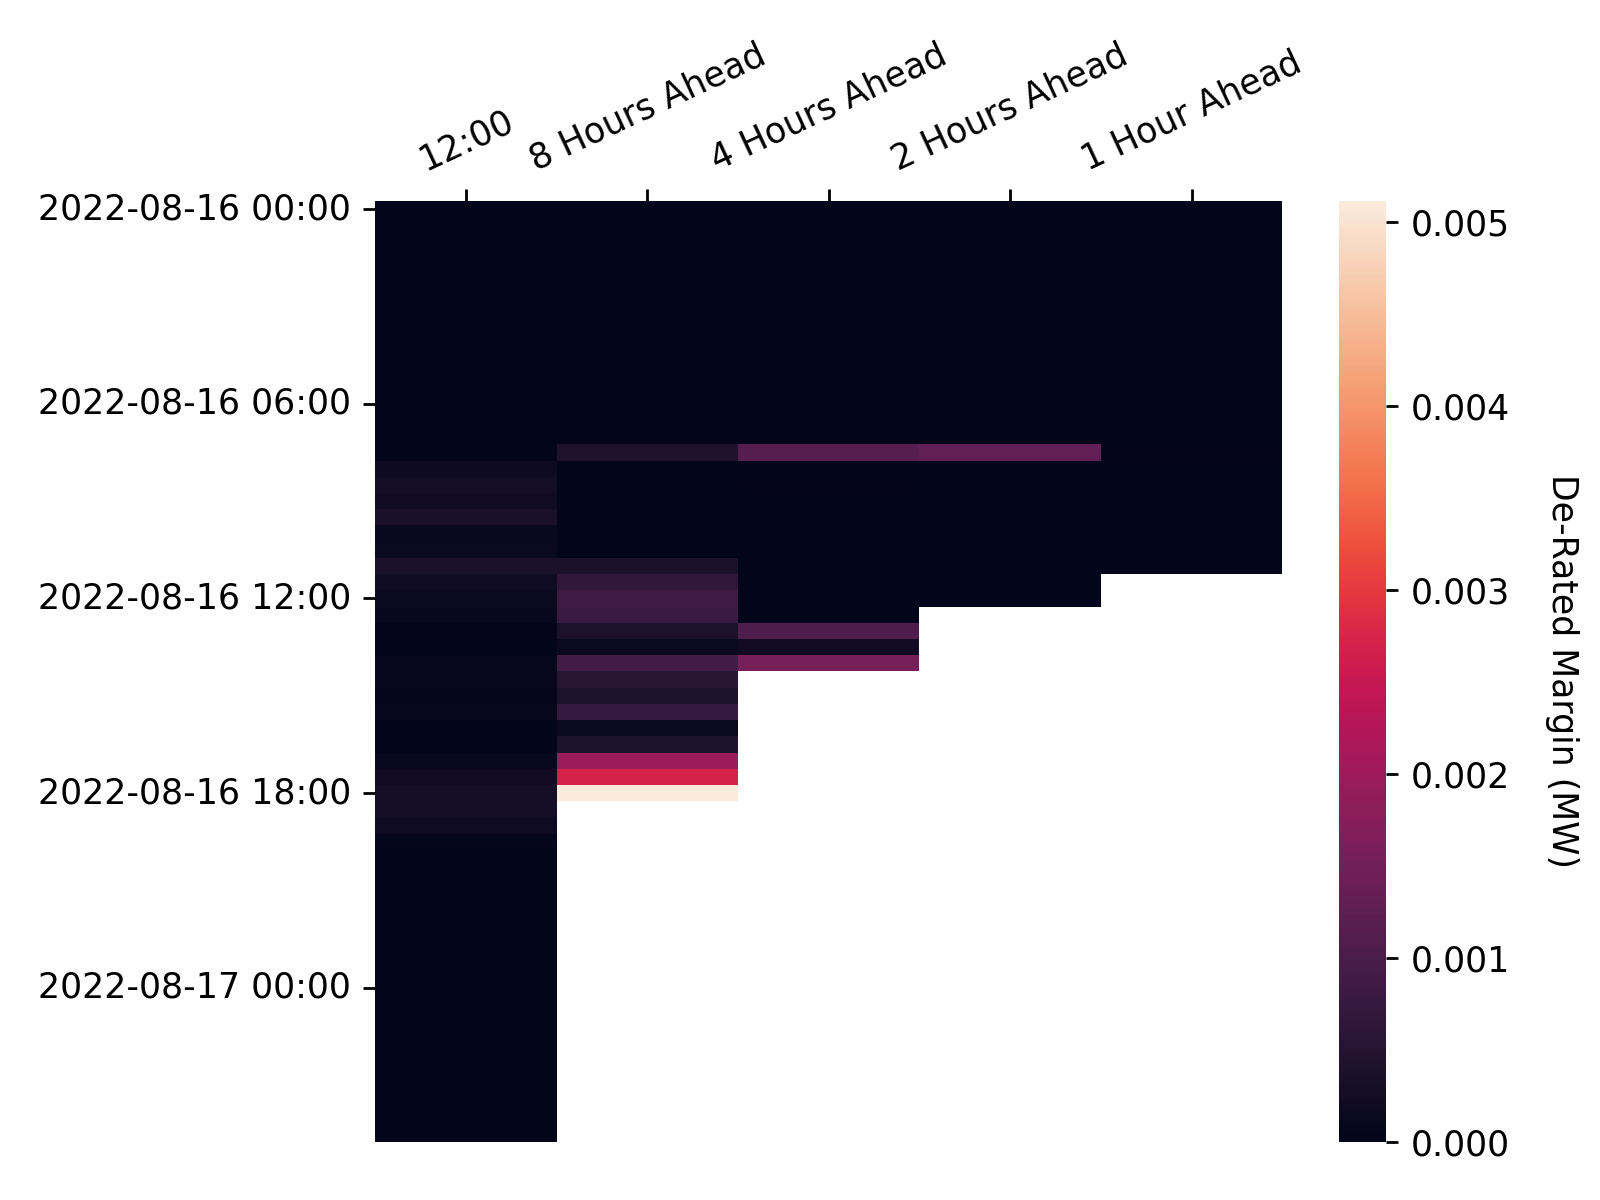 12:00
8 Hours Ahead
4 Hours Ahead
2 Hours Ahead
1 Hour Ahead
2022-08-16 00:00
2022-08-16 06:00
2022-08-16 12:00
2022-08-16 18:00
2022-08-17 00:00
0.005
0.004
0.003
0.002
0.001
0.000
De-Rated Margin (MW)